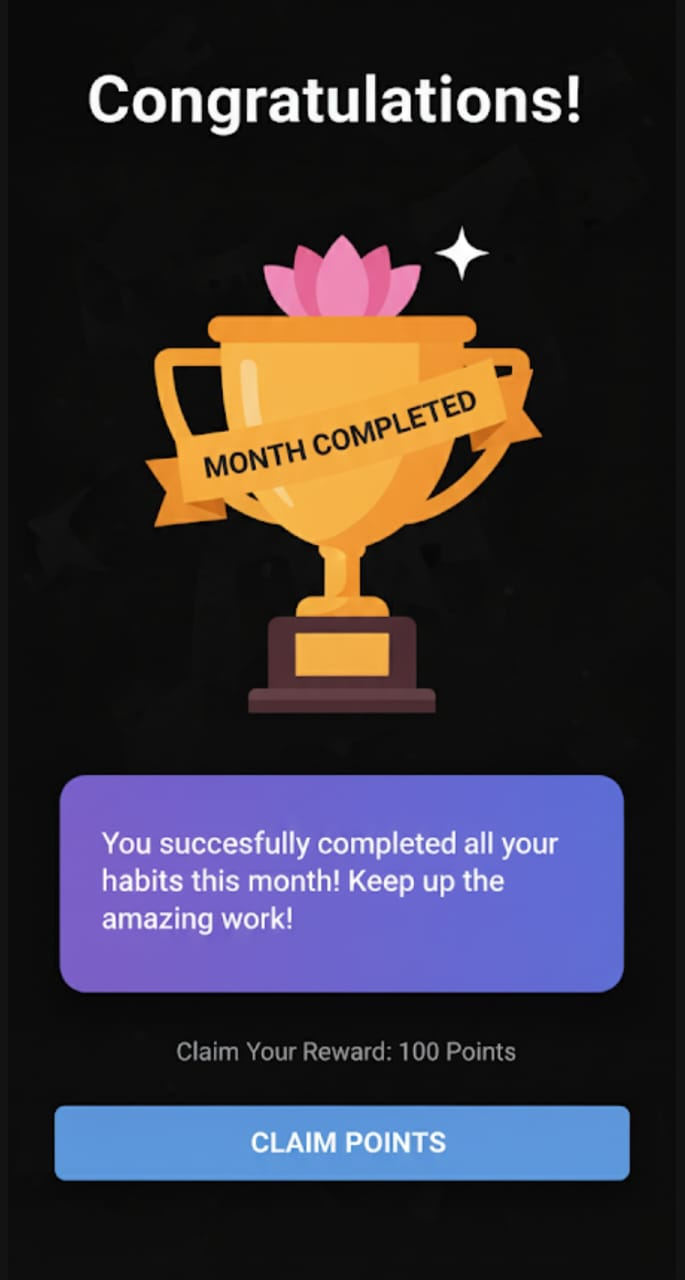 Congratulations!
MONTH COMPLETED
You succesfully completed all your
habits this month! Keep up the
amazing work!
Claim Your Reward: 100 Points
CLAIM POINTS